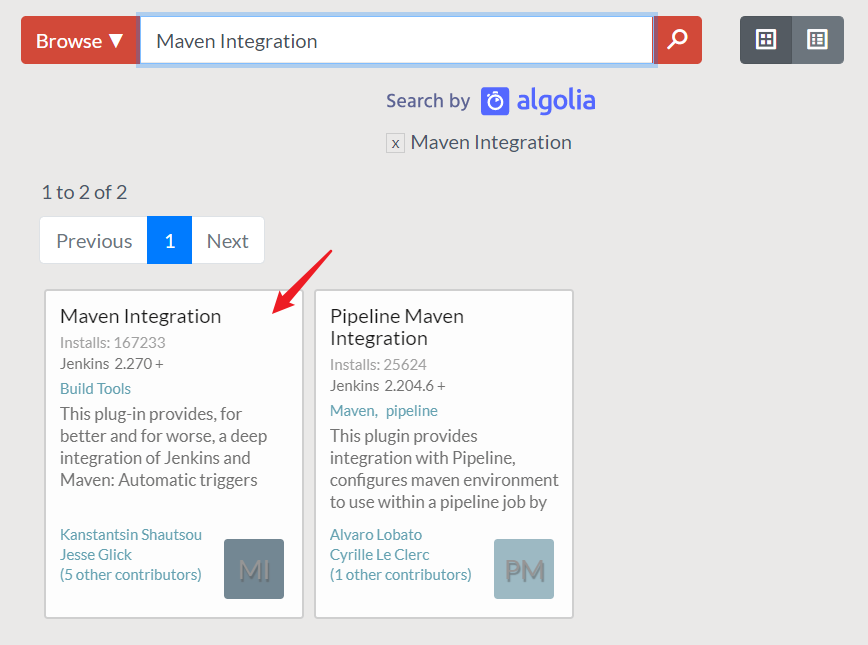 Browse ▼
Maven Integration
Search by algolia
x Maven Integration
1 to 2 of 2
Previous 1 Next
Maven Integration
Installs: 167233
Jenkins 2.270 +
Build Tools
This plug-in provides, for
better and for worse, a deep
integration of Jenkins and
Maven: Automatic triggers
Kanstantsin Shautsou
Jesse Glick
(5 other contributors)
MI
Pipeline Maven
Integration
Installs: 25624
Jenkins 2.204.6 +
Maven, pipeline
This plugin provides
integration with Pipeline,
configures maven environment
to use within a pipeline job by
Alvaro Lobato
Cyrille Le Clerc
(1 other contributors)
PM